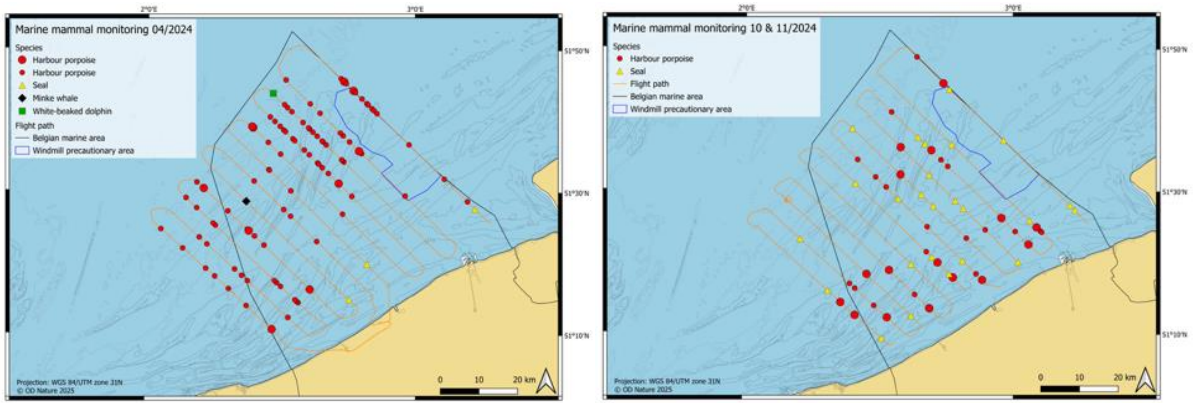 2°0'E
3°0'E
Marine mammal monitoring 04/2024
Species
Harbour porpoise
Harbour porpoise
Seal
Minke whale
White-beaked dolphin
Flight path
Belgian marine area
Windmill precautionary area
51°50'N
51°30'N
51°10'N
Projection: WGS 84/UTM zone 31N
© OD Nature 2025
0 10 20 km
2°0'E
3°0'E
Marine mammal monitoring 10 & 11/2024
Species
Harbour porpoise
Seal
Flight path
Belgian marine area
Windmill precautionary area
51°50'N
51°30'N
51°10'N
Projection: WGS 84/UTM zone 31N
© OD Nature 2025
0 10 20 km